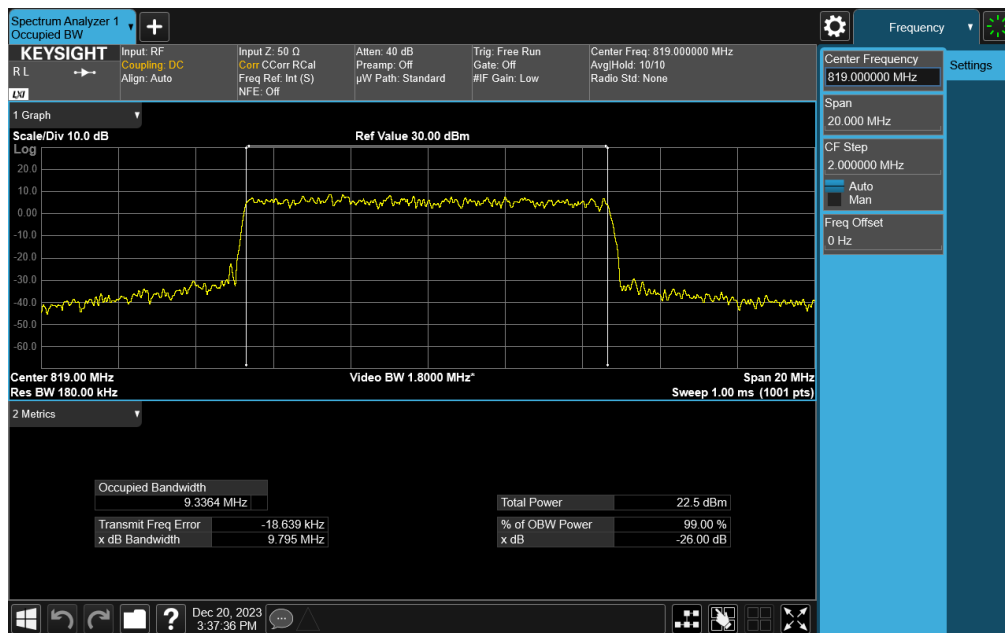 Spectrum Analyzer 1
Occupied BW
Frequency
KEYSIGHT
R L
LXI
Input: RF
Coupling: DC
Align: Auto
Input Z: 50 Ω
Corr CCorr RCal
Freq Ref: Int (S)
NFE: Off
Atten: 40 dB
Preamp: Off
µW Path: Standard
Trig: Free Run
Gate: Off
#IF Gain: Low
Center Freq: 819.000000 MHz
Avg|Hold: 10/10
Radio Std: None
Center Frequency
819.000000 MHz
Settings
Span
20.000 MHz
CF Step
2.000000 MHz
Auto
Man
Freq Offset
0 Hz
1 Graph
Scale/Div 10.0 dB
Ref Value 30.00 dBm
Log
20.0
10.0
0.00
-10.0
-20.0
-30.0
-40.0
-50.0
-60.0
Center 819.00 MHz
Video BW 1.8000 MHz*
Span 20 MHz
Res BW 180.00 kHz
Sweep 1.00 ms (1001 pts)
2 Metrics
Occupied Bandwidth
9.3364 MHz
Total Power 22.5 dBm
Transmit Freq Error -18.639 kHz
% of OBW Power 99.00 %
x dB Bandwidth 9.795 MHz
x dB -26.00 dB
?
Dec 20, 2023
3:37:36 PM